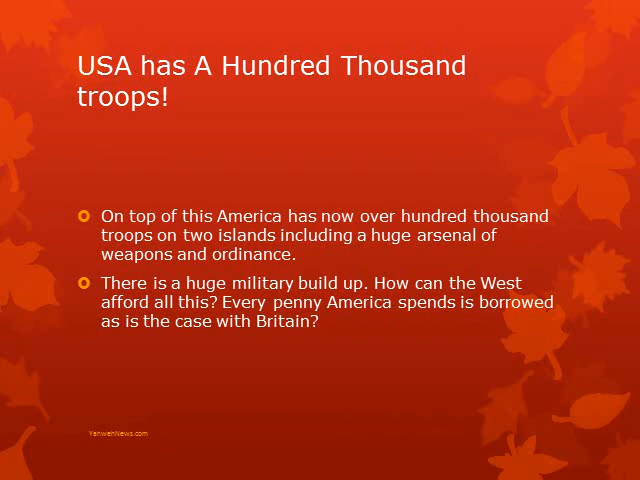 USA has A Hundred Thousand
troops!
On top of this America has now over hundred thousand
troops on two islands including a huge arsenal of
weapons and ordinance.
There is a huge military build up. How can the West
afford all this? Every penny America spends is borrowed
as is the case with Britain?
YahwehNews.com